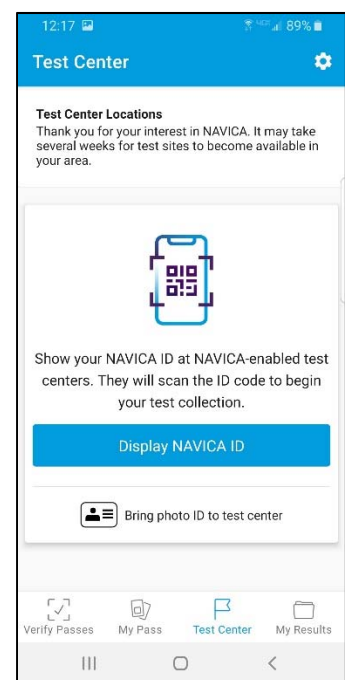 12:17 89%
Test Center
Test Center Locations
Thank you for your interest in NAVICA. It may take
several weeks for test sites to become available in
your area.
Show your NAVICA ID at NAVICA-enabled test
centers. They will scan the ID code to begin
your test collection.
Display NAVICA ID
Bring photo ID to test center
Verify Passes My Pass Test Center My Results